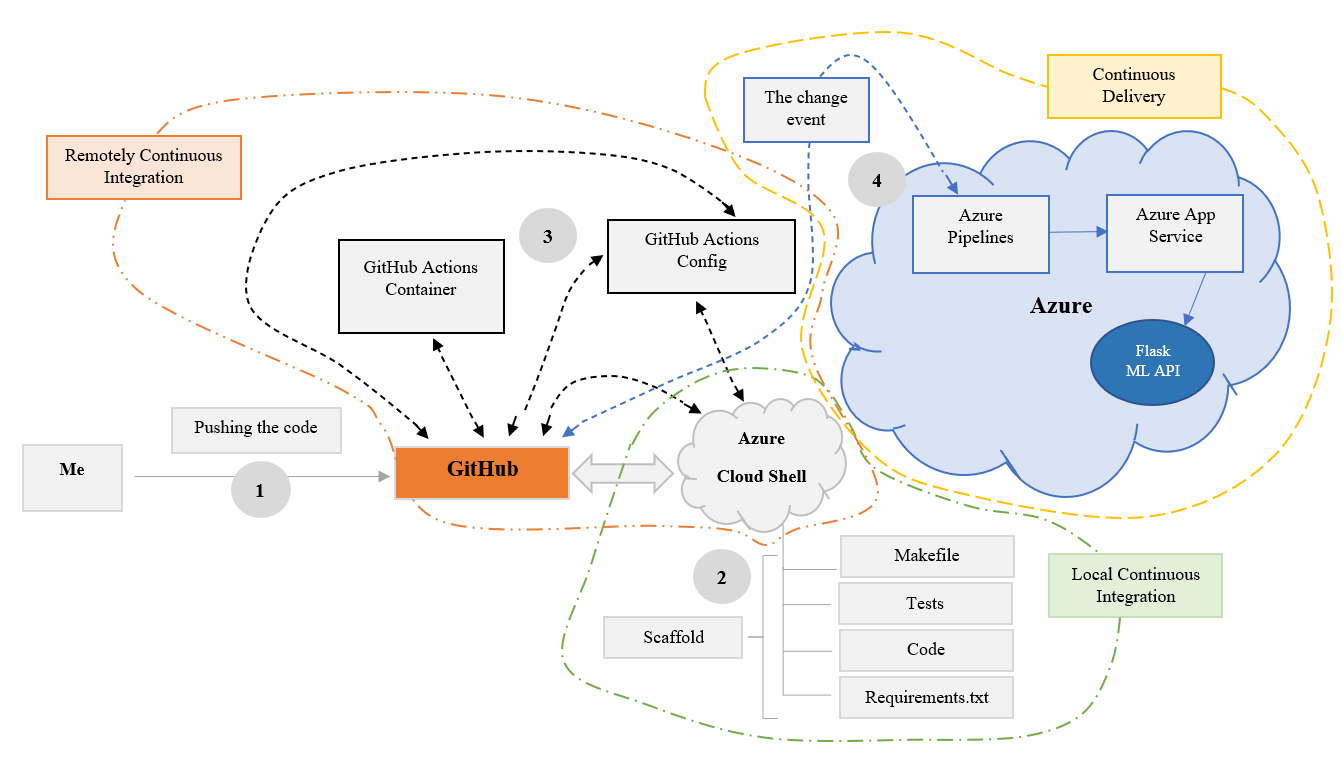 Continuous
Delivery
The change
event
Remotely Continuous
Integration
4
Azure
Pipelines
Azure App
Service
3
GitHub Actions
Config
GitHub Actions
Container
Azure
Flask
ML API
Pushing the code
Me
GitHub
1
Azure
Cloud Shell
2
Makefile
Local Continuous
Integration
Tests
Scaffold
Code
Requirements.txt